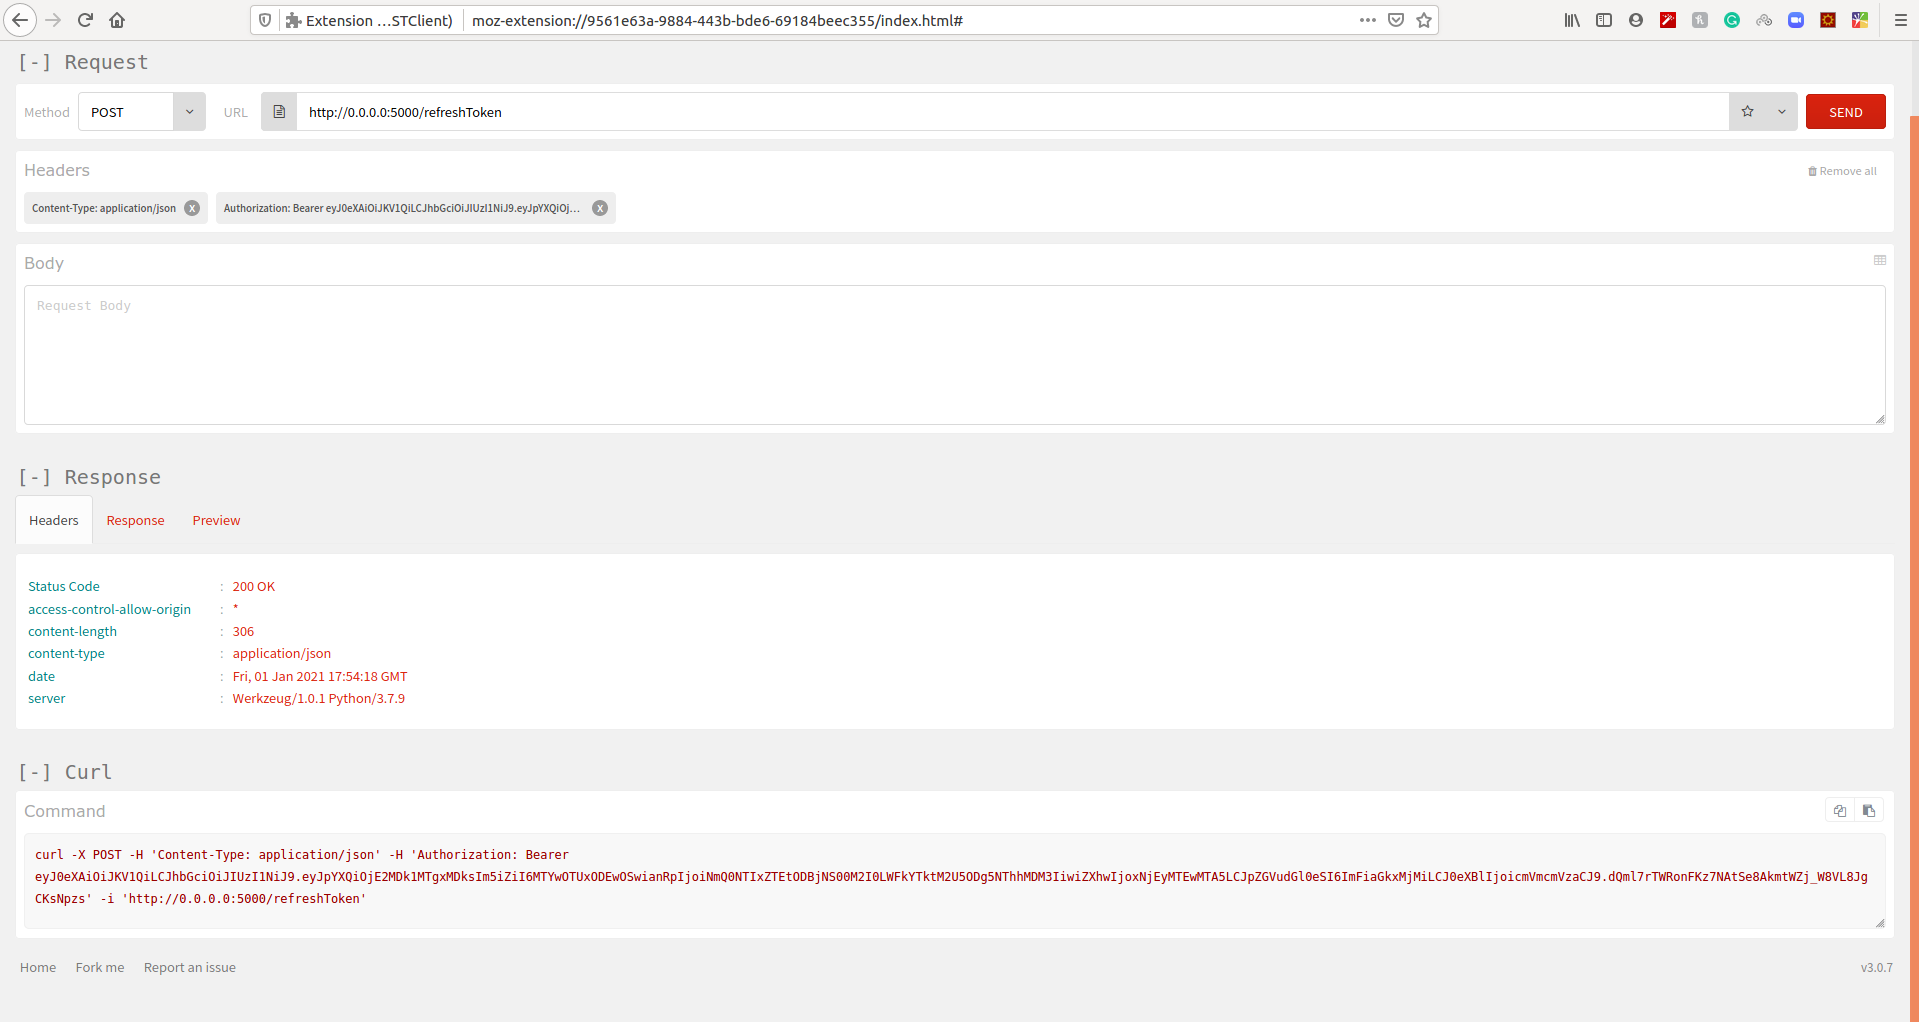 Extension ...STClient) moz-extension://9561e63a-9884-443b-bde6-69184beec355/index.html#
[-] Request
Method POST URL http://0.0.0.0:5000/refreshToken SEND
Headers Remove all
Content-Type: application/json x Authorization: Bearer eyJ0eXAiOiJKV1QiLCJhbGciOiJIUzI1NiJ9.eyJpYXQiOj... x
Body
Request Body
[-] Response
Headers Response Preview
Status Code : 200 OK
access-control-allow-origin : *
content-length : 306
content-type : application/json
date : Fri, 01 Jan 2021 17:54:18 GMT
server : Werkzeug/1.0.1 Python/3.7.9
[-] Curl
Command
curl -X POST -H 'Content-Type: application/json' -H 'Authorization: Bearer
eyJ0eXAiOiJKV1QiLCJhbGciOiJIUzI1NiJ9.eyJpYXQiOjE2MDk1MTgxMDksIm5iZiI6MTYwOTUxODEwOSwianRpIjoiNmQ0NTIxZTEtODBjNS00M2I0LWFkYTktM2U5ODg5NThhMDM3IiwiZXhwIjoxNjEyMTEwMTA5LCJpZGVudGl0eSI6ImFiaGkxMjMiLCJ0eXBlIjoicmVmcmVzaCJ9.dQml7rTWRonFKz7NAtSe8AkmtWZj_W8VL8Jg
CKsNpzs' -i 'http://0.0.0.0:5000/refreshToken'
Home Fork me Report an issue v3.0.7